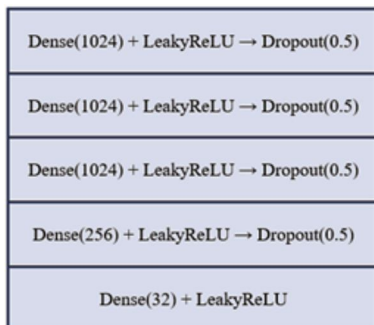 Dense(1024) + LeakyReLU → Dropout(0.5)
Dense(1024) + LeakyReLU → Dropout(0.5)
Dense(1024) + LeakyReLU → Dropout(0.5)
Dense(256) + LeakyReLU → Dropout(0.5)
Dense(32) + LeakyReLU